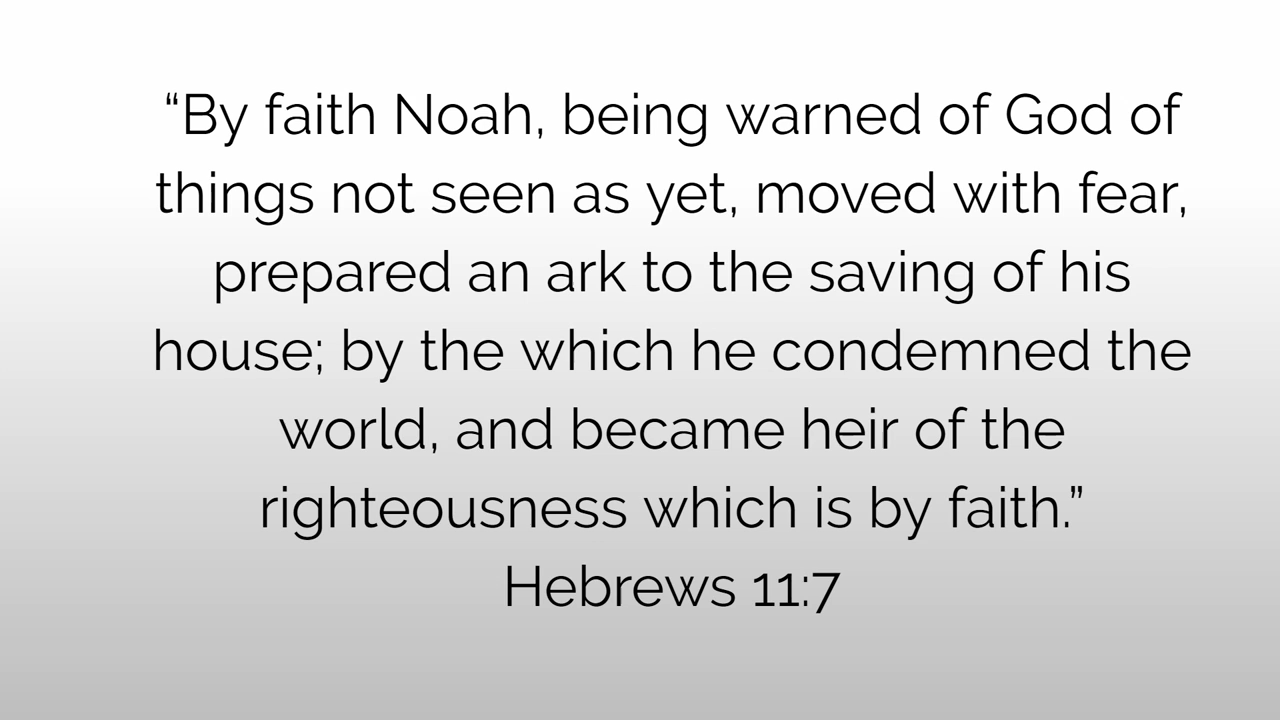 “By faith Noah, being warned of God of
things not seen as yet, moved with fear,
prepared an ark to the saving of his
house; by the which he condemned the
world, and became heir of the
righteousness which is by faith.”
Hebrews 11:7